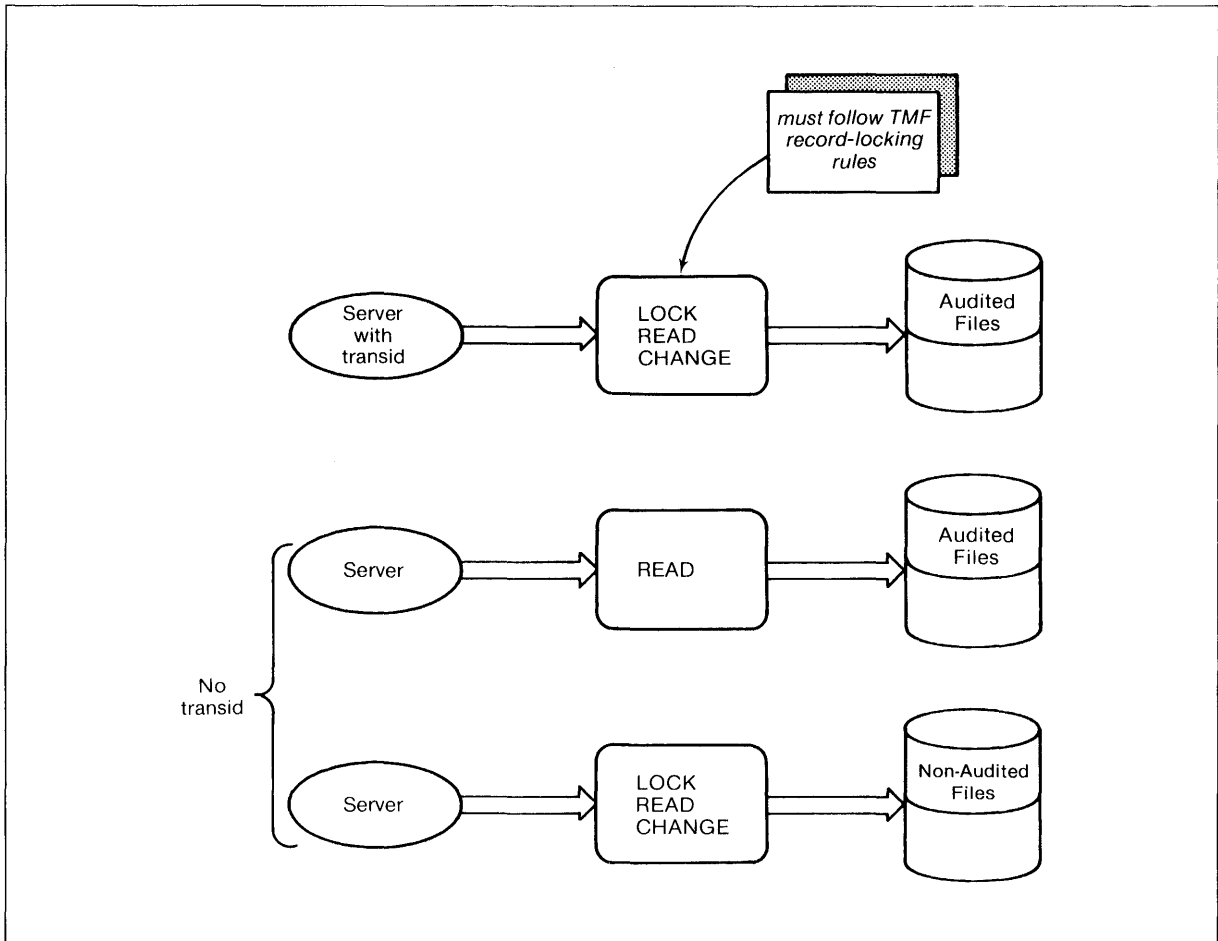 must follow TMF
record-locking
rules
Server
with
transid
LOCK
READ
CHANGE
Audited
Files
Server
READ
Audited
Files
No
transid
Server
LOCK
READ
CHANGE
Non-Audited
Files